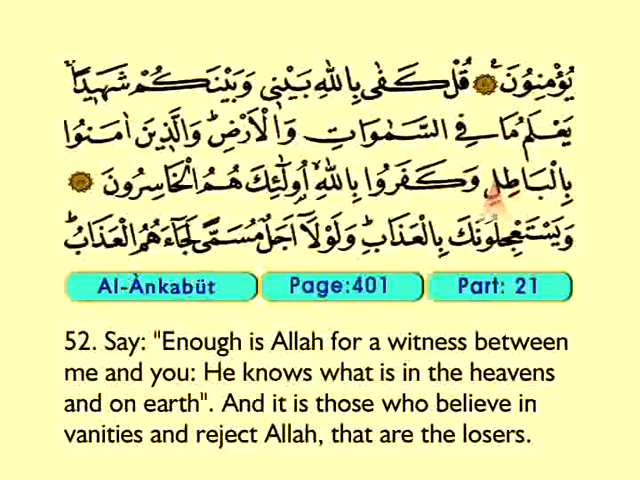 يُؤْمِنُونَ ۝ قُلْ كَفٰى بِاللّٰهِ بَيْنِي وَبَيْنَكُمْ شَهِيدًاۚ
يَعْلَمُ مَا فِي السَّمٰوَاتِ وَالْاَرْضِۜ وَالَّذِينَ اٰمَنُوا
بِالْبَاطِلِ وَكَفَرُوا بِاللّٰهِۙ اُولٰٓئِكَ هُمُ الْخَاسِرُونَ ۝
وَيَسْتَعْجِلُونَكَ بِالْعَذَابِۜ وَلَوْلَٓا اَجَلٌ مُسَمًّى لَجَٓاءَهُمُ الْعَذَابُۜ
Al-Ànkabüt Page:401 Part: 21
52. Say: "Enough is Allah for a witness between
me and you: He knows what is in the heavens
and on earth". And it is those who believe in
vanities and reject Allah, that are the losers.